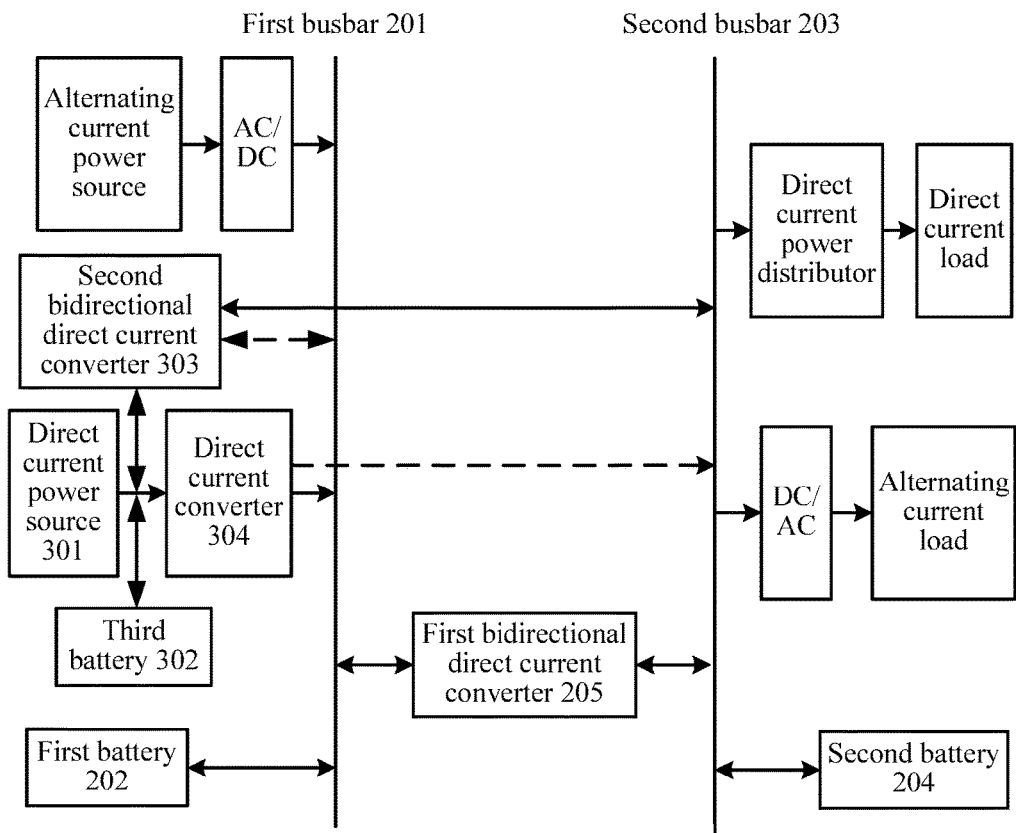 First busbar 201
Second busbar 203
Alternating
current
power
source
AC/
DC
Direct
current
power
distributor
Direct
current
load
Second
bidirectional
direct current
converter 303
Direct
current
power
source
301
Direct
current
converter
304
DC/
AC
Alternating
current
load
Third
battery 302
First bidirectional
direct current
converter 205
First battery
202
Second battery
204